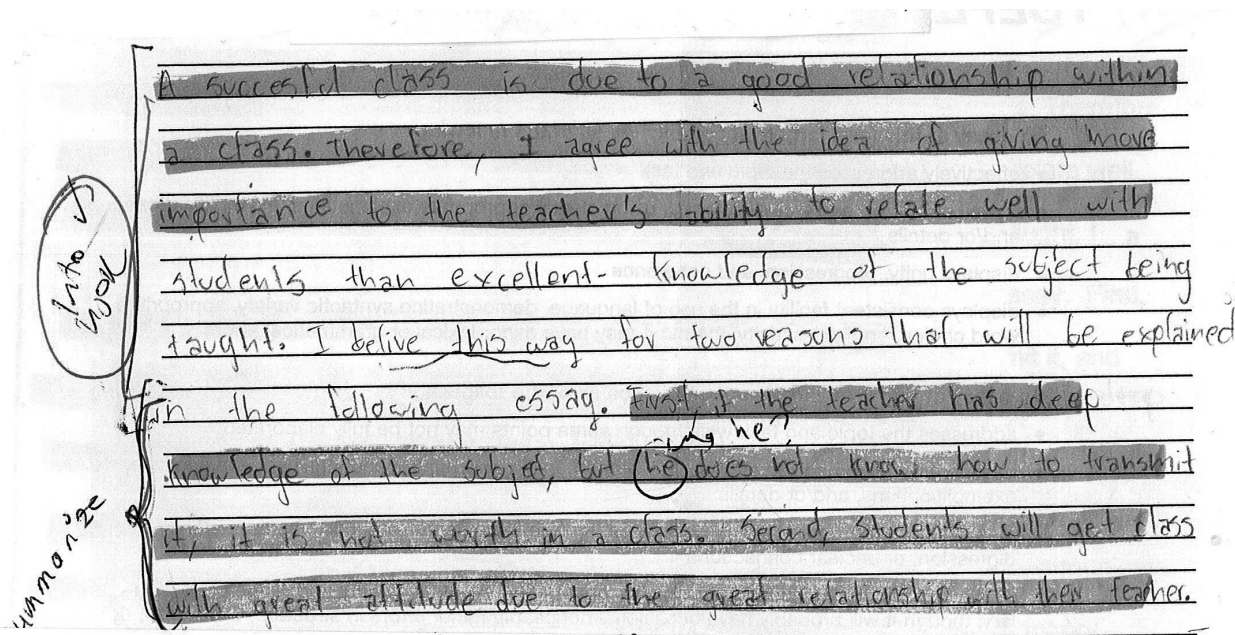 A succesful class is due to a good relationship within
a class. Therefore, I agree with the idea of giving more
importance to the teacher's ability to relate well with
students than excellent knowledge of the subject being
taught. I belive this way for two reasons that will be explained
in the following essay. First, if the teacher has deep
why he?
knowledge of the subject, but he does not know how to transmit
it, it is not worth in a class. Second, students will get class
with great attitude due to the great relationship with their teacher.
Intro
hook